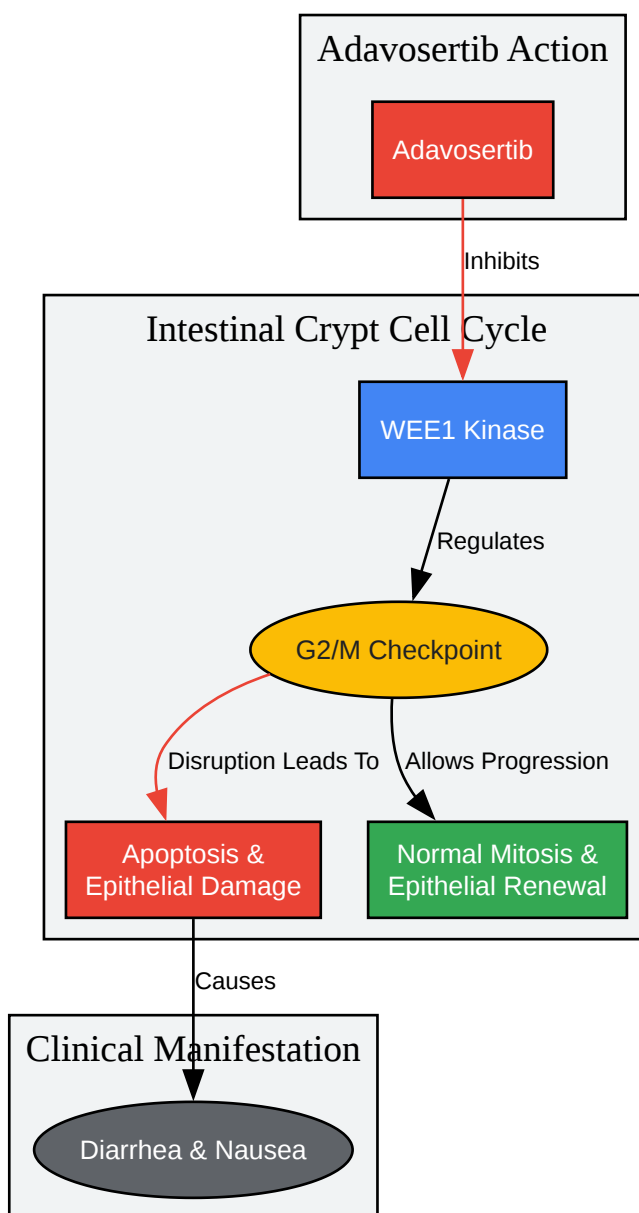 Adavosertib Action
Adavosertib
Inhibits
Intestinal Crypt Cell Cycle
WEE1 Kinase
Regulates
G2/M Checkpoint
Disruption Leads To
Allows Progression
Apoptosis &
Epithelial Damage
Normal Mitosis &
Epithelial Renewal
Causes
Clinical Manifestation
Diarrhea & Nausea